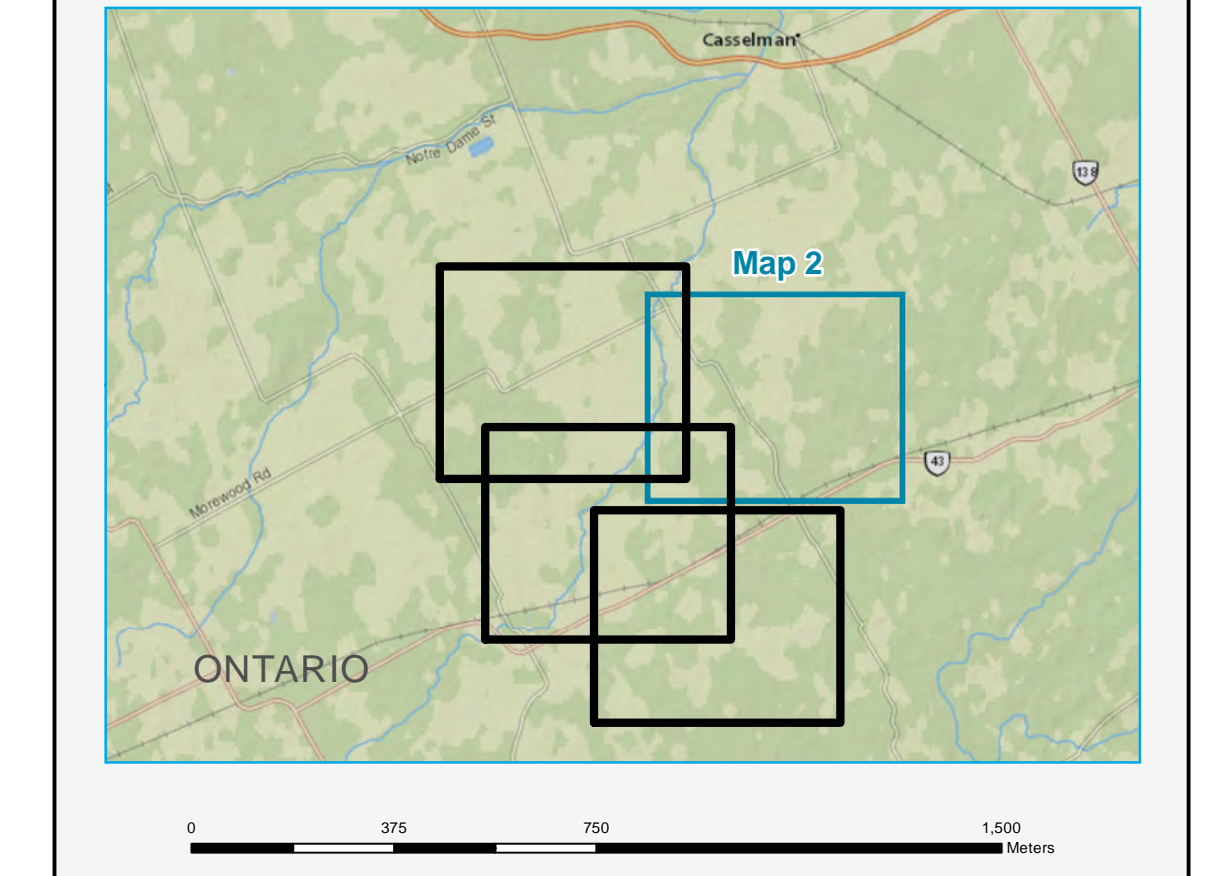 Casselman
Notre Dame St
138
Map 2
43
Morewood Rd
ONTARIO
0 375 750 1,500
Meters